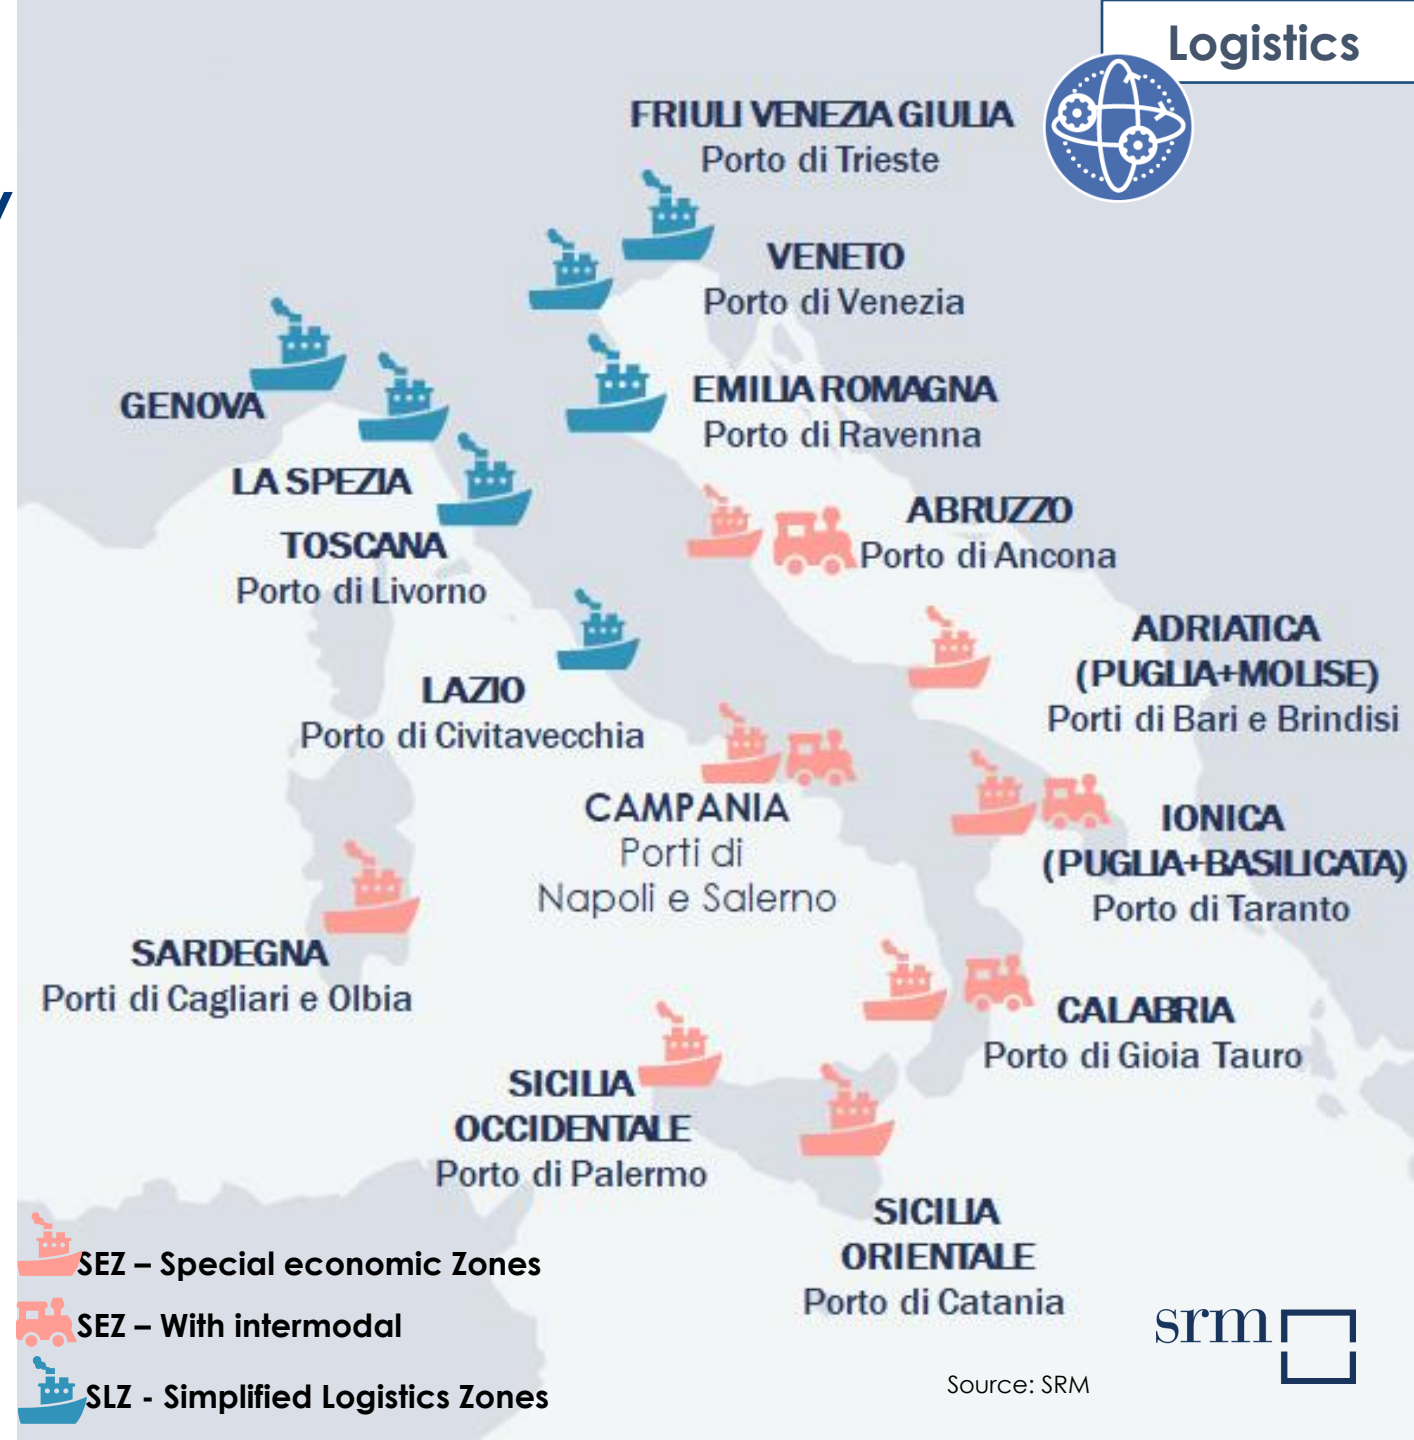 Logistics
FRIULI VENEZIA GIULIA
Porto di Trieste
VENETO
Porto di Venezia
GENOVA
EMILIA ROMAGNA
Porto di Ravenna
LA SPEZIA
TOSCANA
Porto di Livorno
ABRUZZO
Porto di Ancona
ADRIATICA
(PUGLIA+MOLISE)
Porti di Bari e Brindisi
LAZIO
Porto di Civitavecchia
CAMPANIA
Porti di
Napoli e Salerno
IONICA
(PUGLIA+BASILICATA)
Porto di Taranto
SARDEGNA
Porti di Cagliari e Olbia
CALABRIA
Porto di Gioia Tauro
SICILIA
OCCIDENTALE
Porto di Palermo
SICILIA
ORIENTALE
Porto di Catania
SEZ – Special economic Zones
SEZ – With intermodal
SLZ - Simplified Logistics Zones
srm
Source: SRM